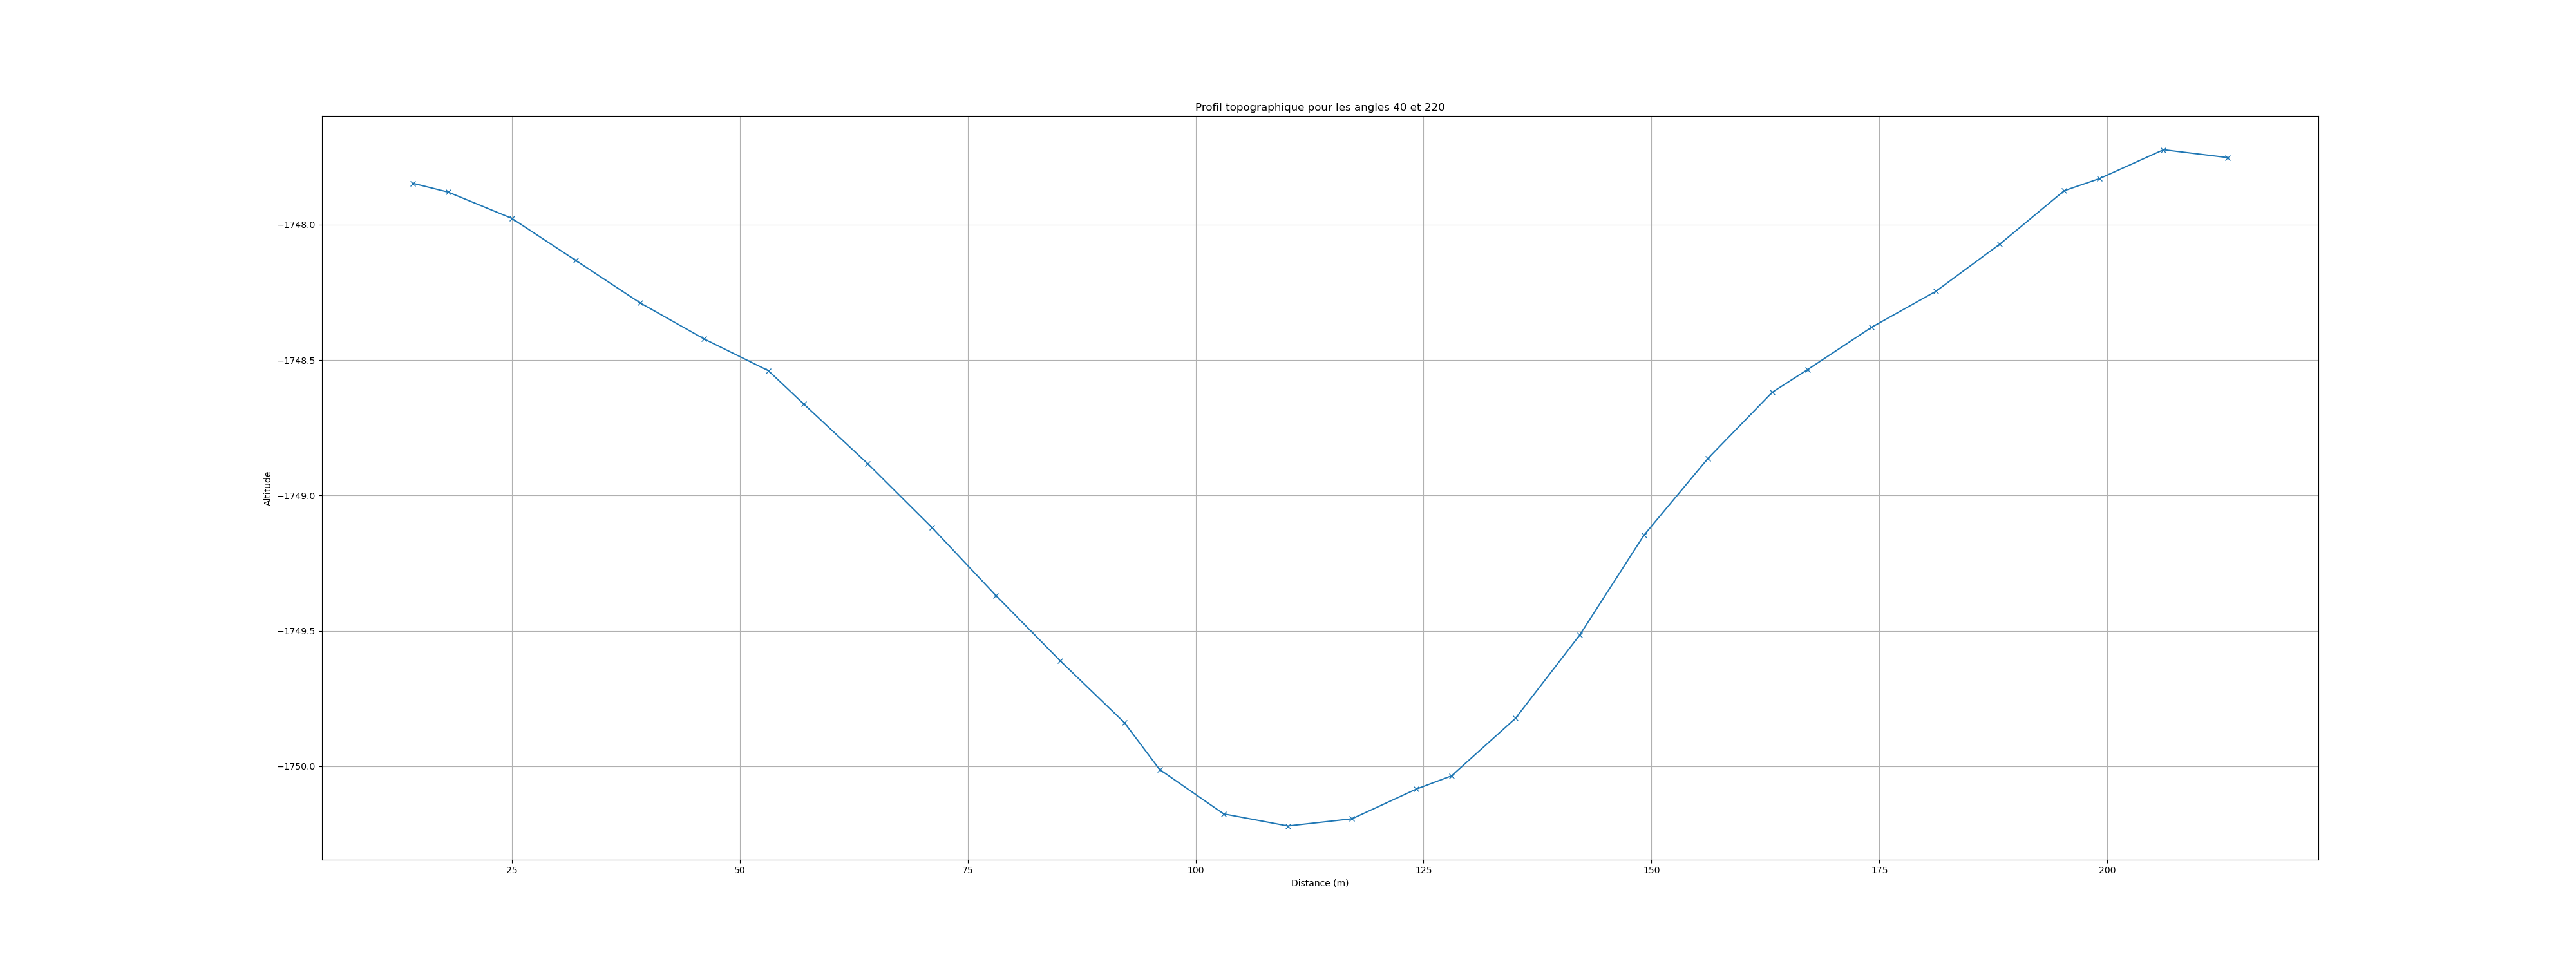 Profil topographique pour les angles 40 et 220
−1748.0
−1748.5
−1749.0
Altitude
−1749.5
−1750.0
25 50 75 100 125 150 175 200
Distance (m)